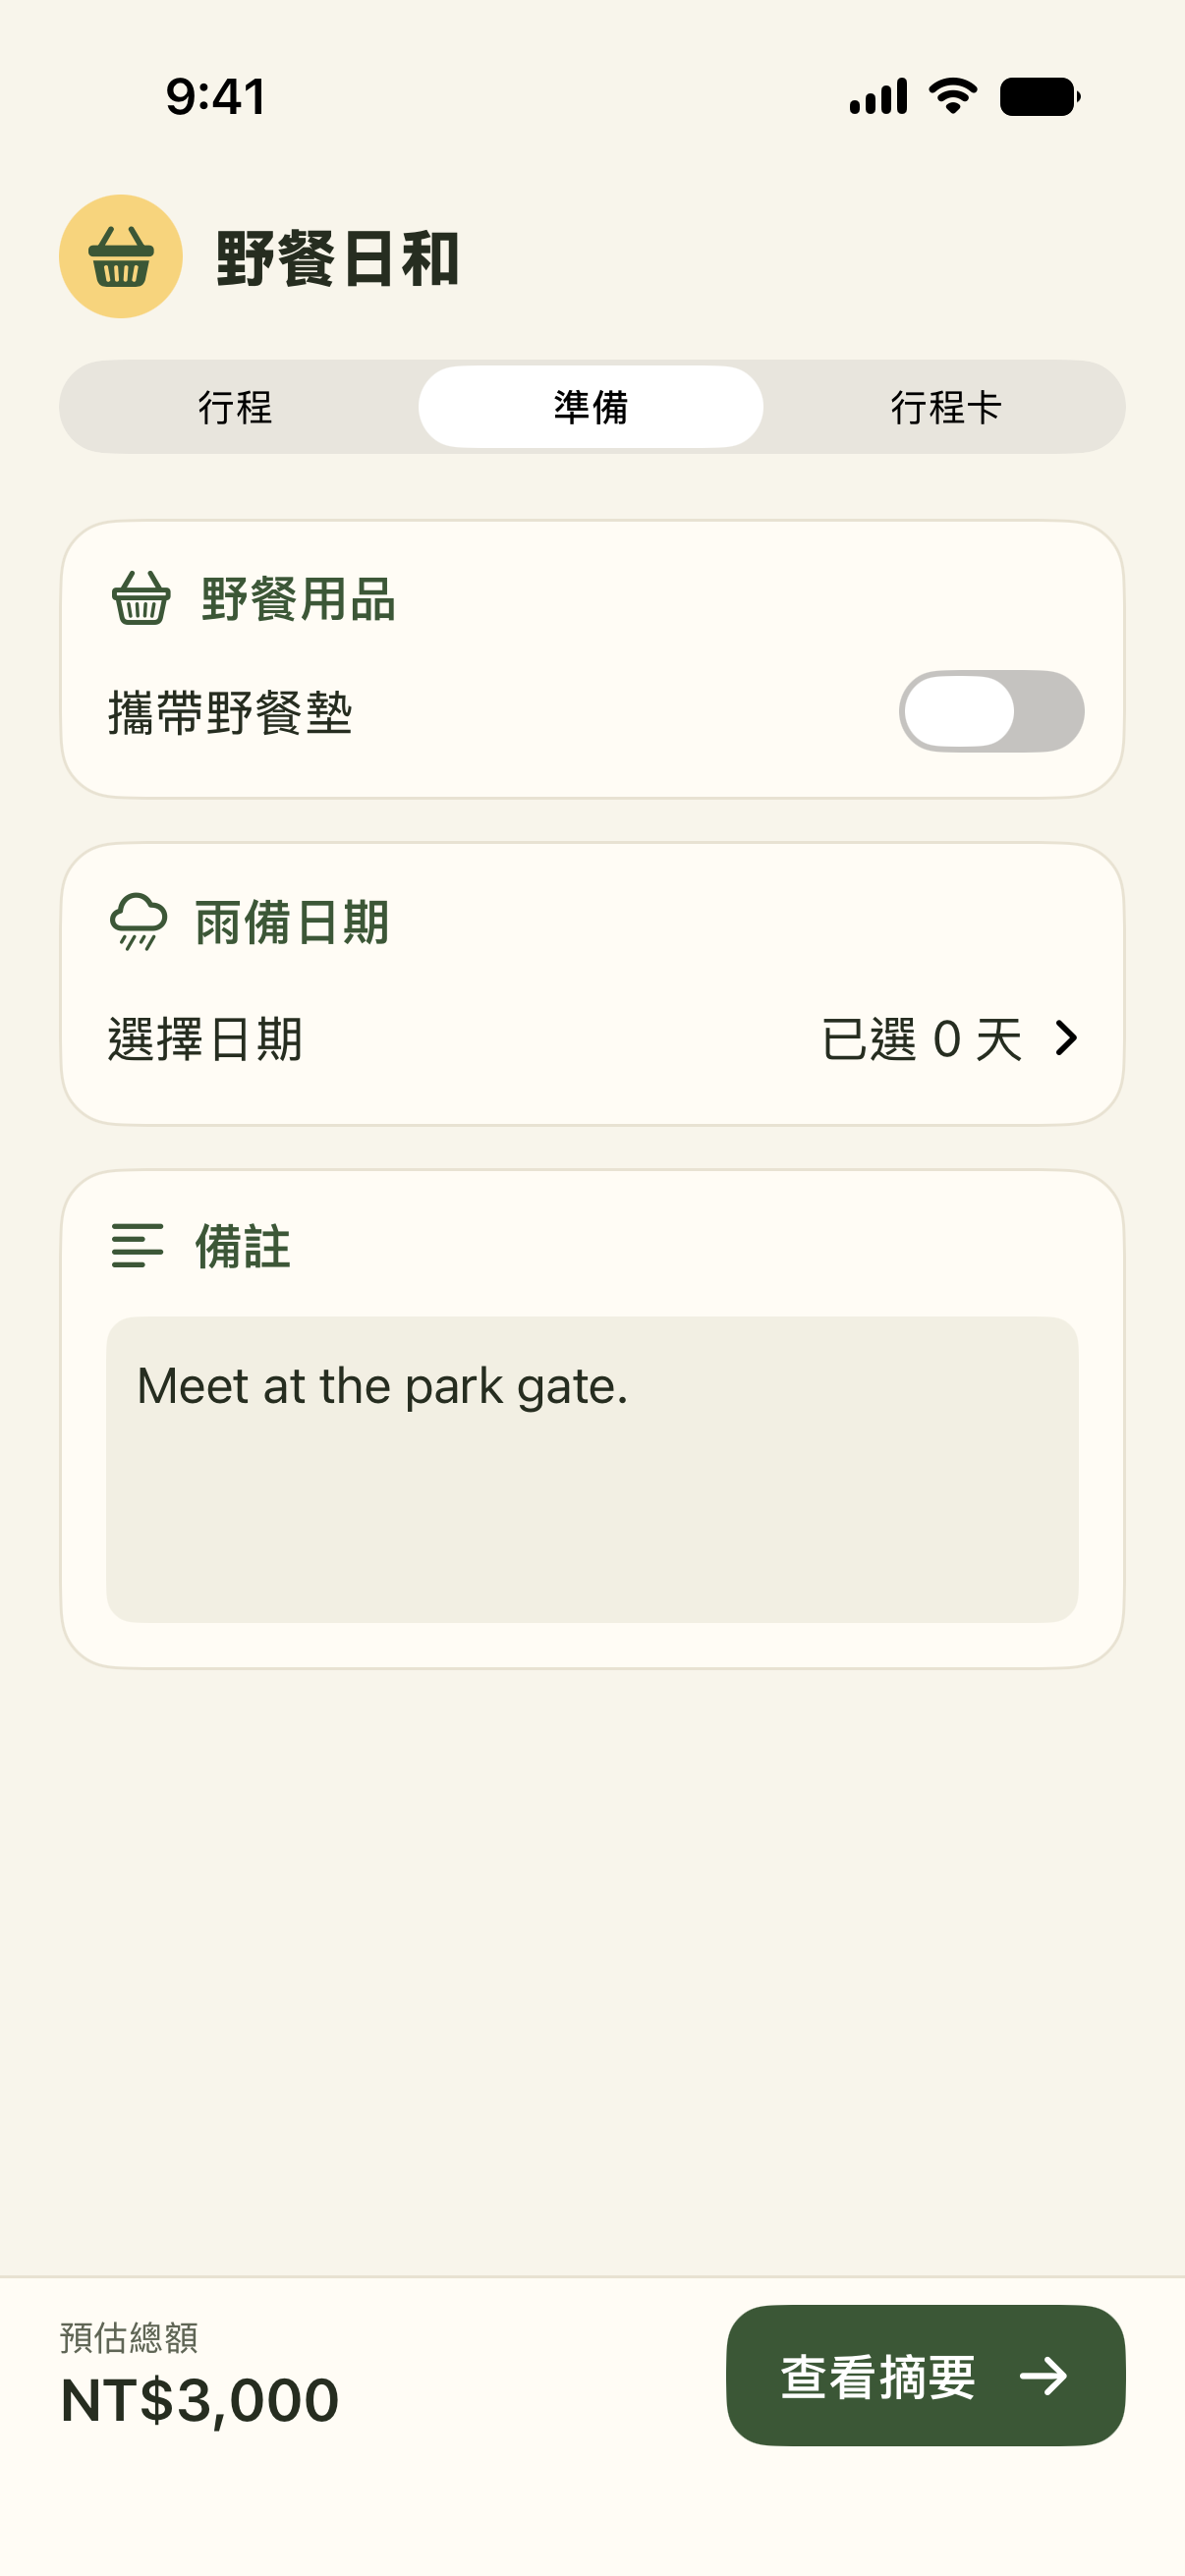 9:41
野餐日和
行程
準備
行程卡
野餐用品
攜帶野餐墊
雨備日期
選擇日期
已選 0 天
備註
Meet at the park gate.
預估總額
NT$3,000
查看摘要